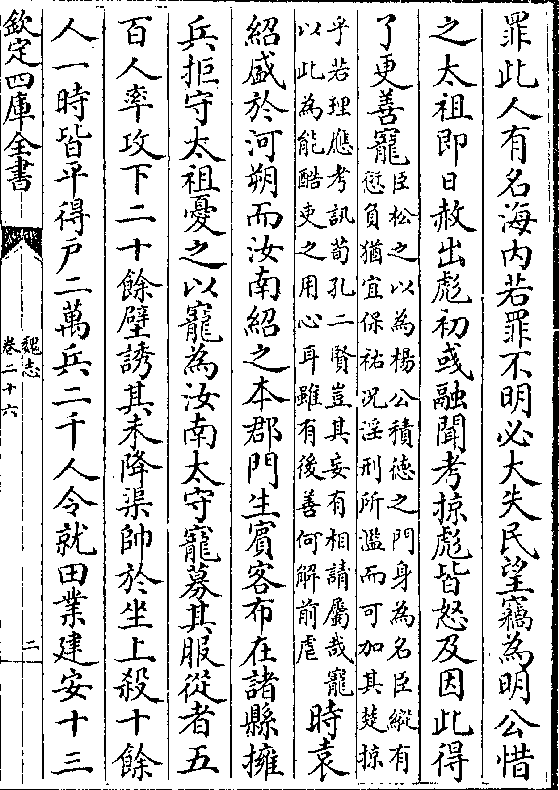 罪此人有名海内若罪不明必大失民望竊為明公惜
之太祖即日赦出彪初彧融聞考掠彪皆怒及因此得
了更善寵
臣松之以為楊公積德之門身為名臣縱有
愆負猶宜保祐況淫刑所濫而可加其楚掠
乎若理應考訊荀孔二賢豈其妄有相請屬哉寵
以此為能酷吏之用心耳雖有後善何解前虐
時袁
紹盛於河朔而汝南紹之本郡門生賓客布在諸縣擁
兵拒守太祖憂之以寵為汝南太守寵募其服從者五
百人率攻下二十餘壁誘其未降渠帥於坐上殺十餘
人一時皆平得戶二萬兵二千人令就田業建安十三
欽定四庫全書
魏志
卷二十六
二